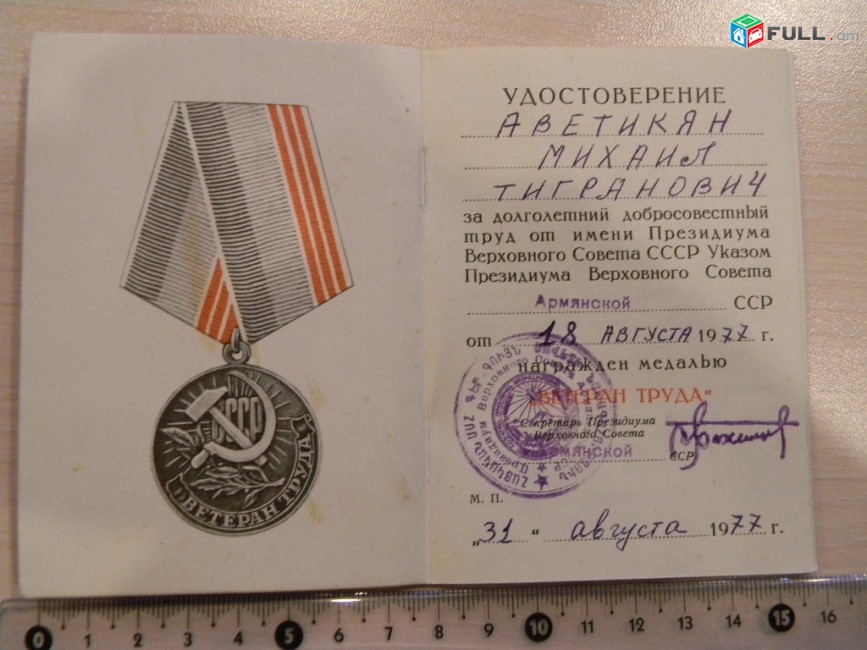 FULL.am
УДОСТОВЕРЕНИЕ
АВЕТИКЯН
МИХАИЛ
ТИГРАНОВИЧ
за долголетний добросовестный
труд от имени Президиума
Верховного Совета СССР Указом
Президиума Верховного Совета
Армянской ССР
от 18 АВГУСТА 1977 г.
награжден медалью
„ВЕТЕРАН ТРУДА“
Секретарь Президиума
Верховного Совета
Армянской ССР
М. П.
„31“ августа 1977 г.
СССР
ВЕТЕРАН ТРУДА
0 1 2 3 4 5 6 7 8 9 10 11 12 13 14 15 16